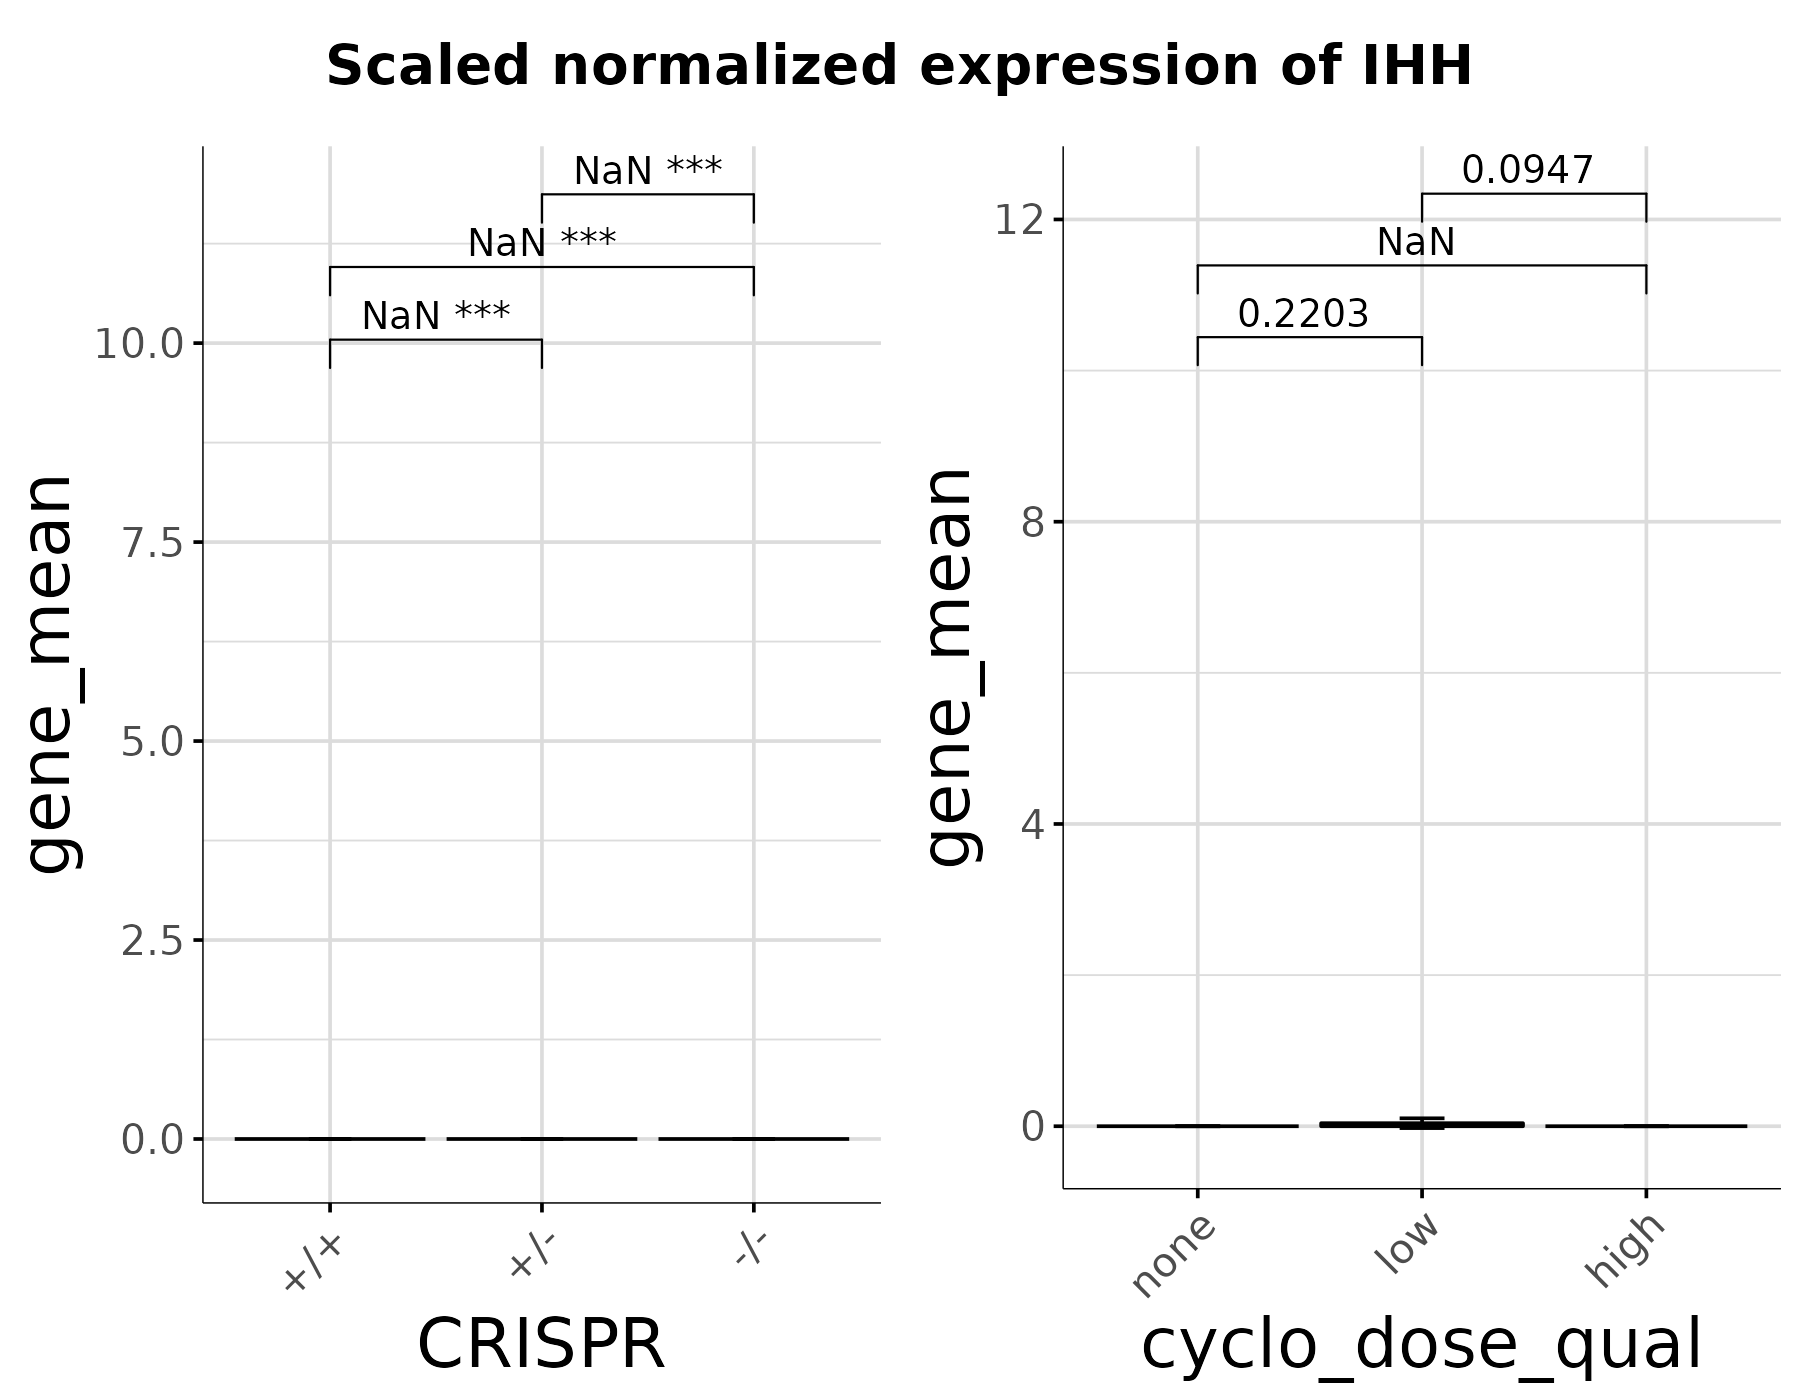 Scaled normalized expression of IHH
gene_mean
10.0
7.5
5.0
2.5
0.0
NaN ***
NaN ***
NaN ***
+/+
+/-
-/-
CRISPR
gene_mean
12
8
4
0
0.0947
NaN
0.2203
none
low
high
cyclo_dose_qual